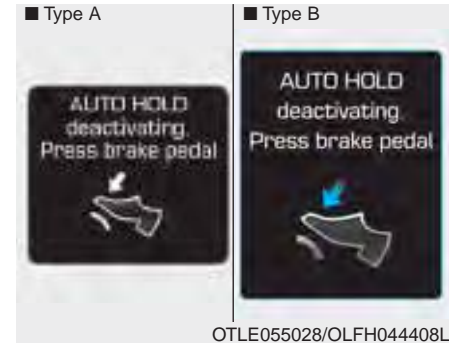 ■ Type A
AUTO HOLD
deactivating.
Press brake pedal
■ Type B
AUTO HOLD
deactivating.
Press brake pedal
OTLE055028/OLFH044408L